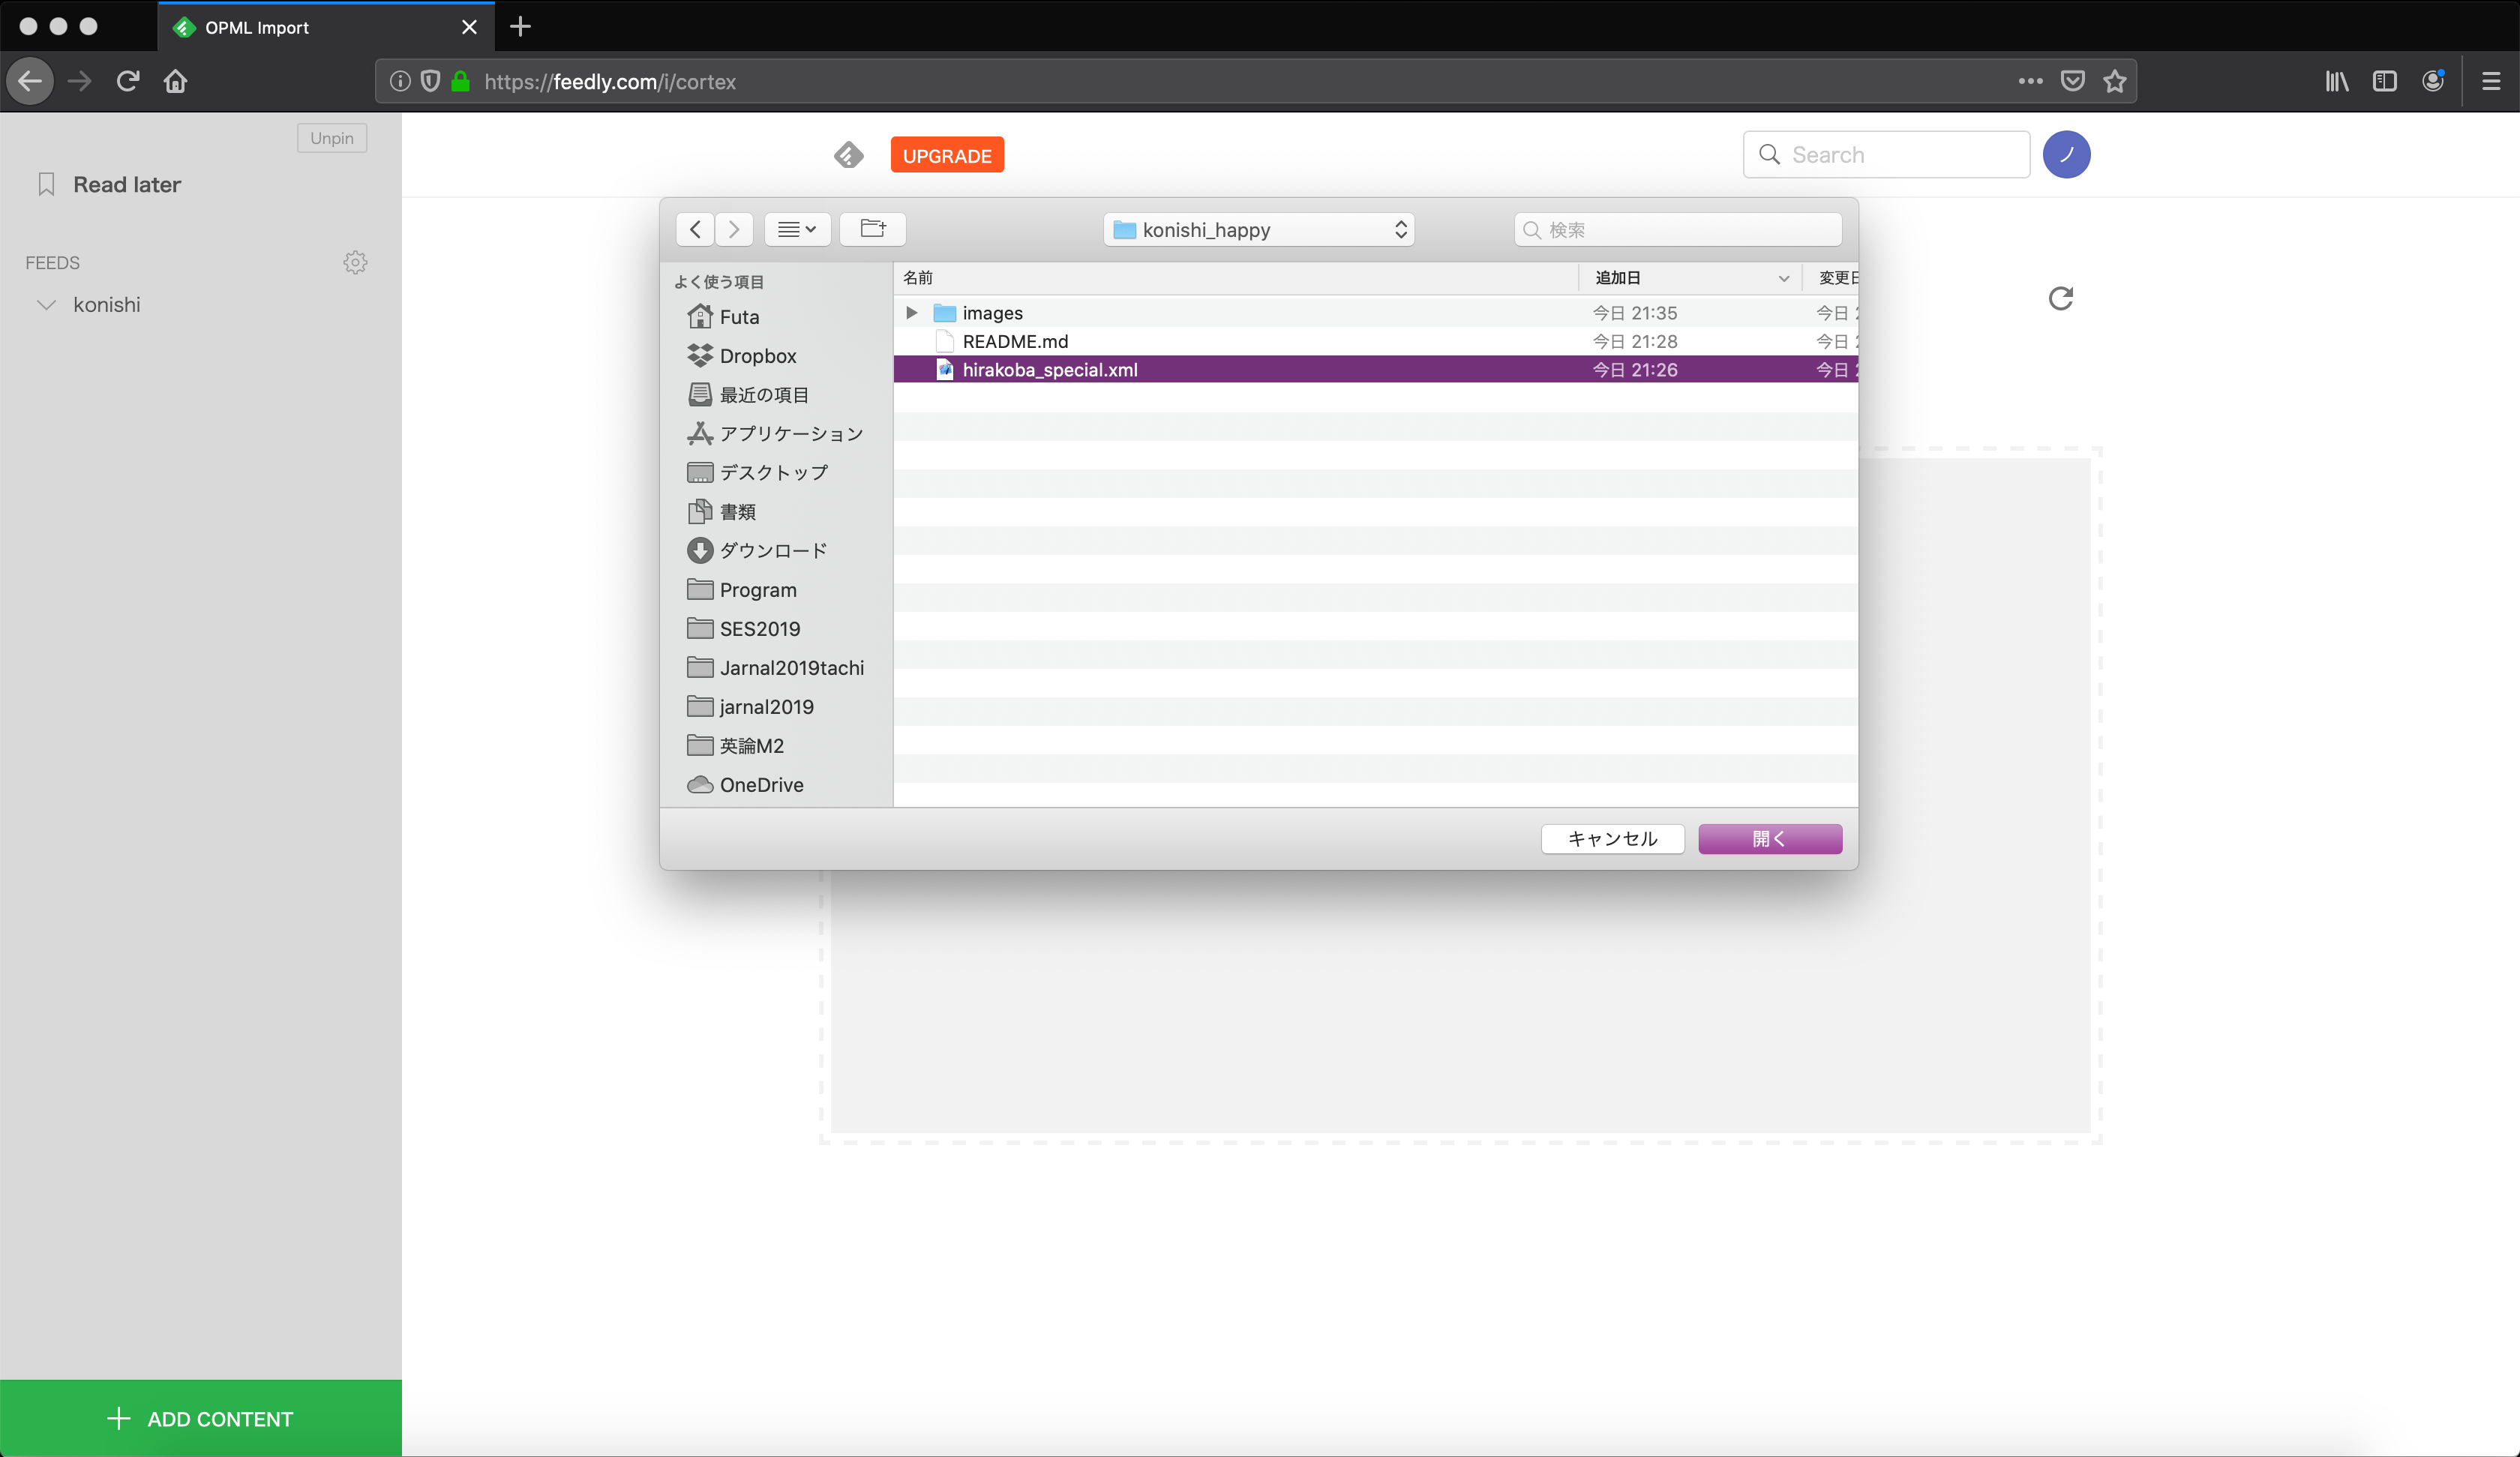 OPML Import
https://feedly.com/i/cortex
Unpin
Read later
FEEDS
konishi
ADD CONTENT
UPGRADE
Search
ノ
konishi_happy
検索
よく使う項目
Futa
Dropbox
最近の項目
アプリケーション
デスクトップ
書類
ダウンロード
Program
SES2019
Jarnal2019tachi
jarnal2019
英論M2
OneDrive
名前 追加日 変更日
images 今日 21:35 今日 2
README.md 今日 21:28 今日 2
hirakoba_special.xml 今日 21:26 今日 2
キャンセル 開く